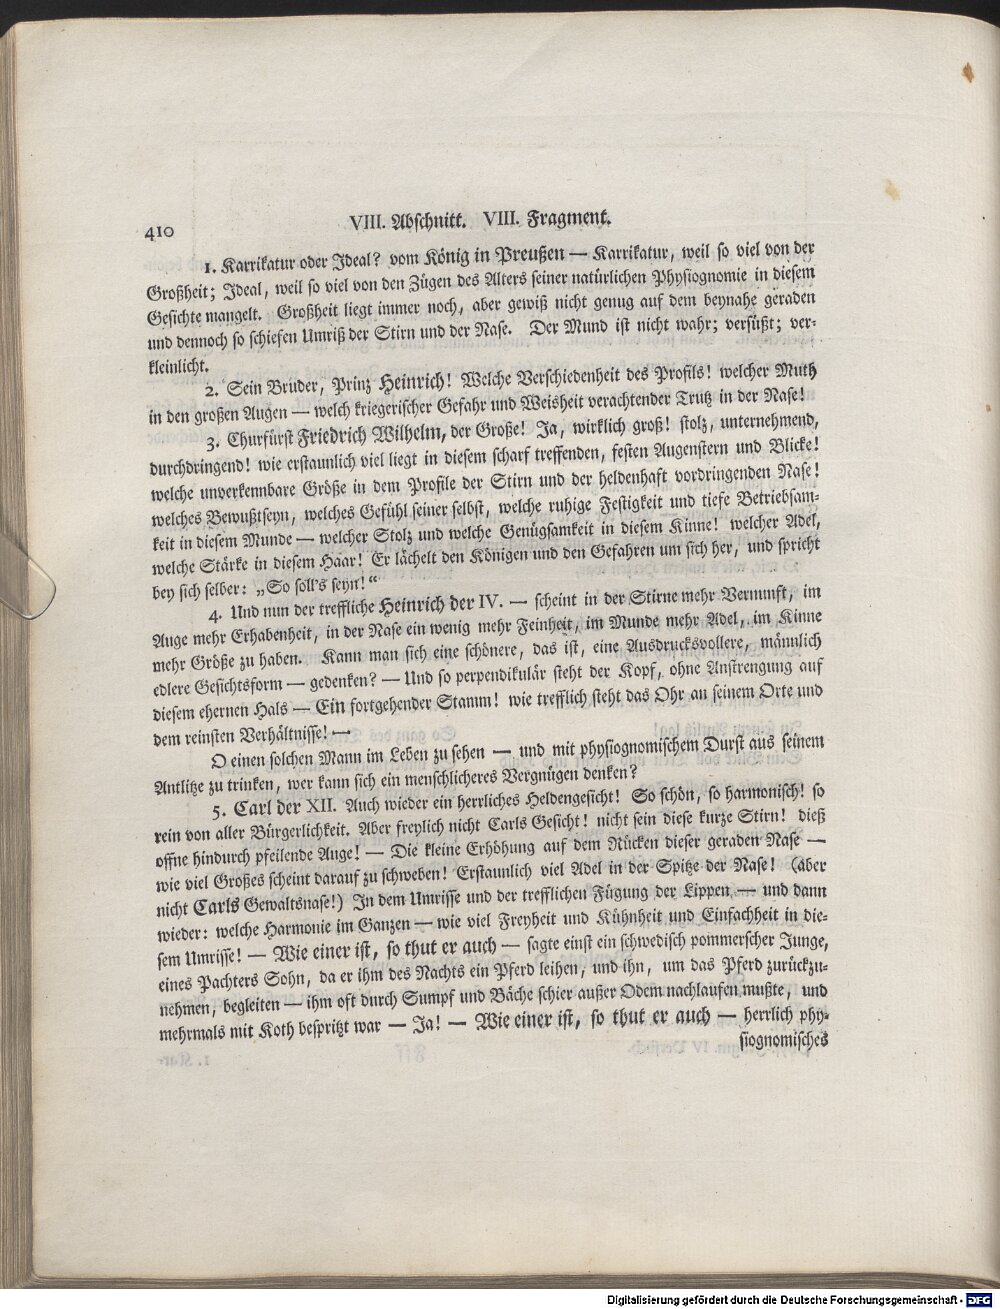 410
VIII. Abschnitt. VIII. Fragment.
1. Karrikatur oder Ideal? vom König in Preußen — Karrikatur, weil so viel von der
Großheit; Ideal, weil so viel von den Zügen des Alters seiner natürlichen Physiognomie in diesem
Gesichte mangelt. Großheit liegt immer noch, aber gewiß nicht genug auf dem beynahe geraden
und dennoch so schiefen Umriß der Stirn und der Nase. Der Mund ist nicht wahr; versüßt; ver-
kleinlicht.
2. Sein Bruder, Prinz Heinrich! Welche Verschiedenheit des Profils! welcher Muth
in den großen Augen — welch kriegerischer Gefahr und Weisheit verachtender Trutz in der Nase!
3. Churfürst Friedrich Wilhelm, der Große! Ja, wirklich groß! stolz, unternehmend,
durchdringend! wie erstaunlich viel liegt in diesem scharf treffenden, festen Augenstern und Blicke!
welche unverkennbare Größe in dem Profile der Stirn und der heldenhaft vordringenden Nase!
welches Bewußtseyn, welches Gefühl seiner selbst, welche ruhige Festigkeit und tiefe Betriebsam-
keit in diesem Munde — welcher Stolz und welche Genügsamkeit in diesem Kinne! welcher Adel,
welche Stärke in diesem Haar! Er lächelt den Königen und den Gefahren um sich her, und spricht
bey sich selber: „So soll's seyn!“
4. Und nun der treffliche Heinrich der IV. — scheint in der Stirne mehr Vernunft, im
Auge mehr Erhabenheit, in der Nase ein wenig mehr Feinheit, im Munde mehr Adel, im Kinne
mehr Größe zu haben. Kann man sich eine schönere, das ist, eine Ausdrucksvollere, männlich
edlere Gesichtsform — gedenken? — Und so perpendikulär steht der Kopf, ohne Anstrengung auf
diesem ehernen Hals — Ein fortgehender Stamm! wie trefflich steht das Ohr an seinem Orte und
dem reinsten Verhältnisse! —
O einen solchen Mann im Leben zu sehen — und mit physiognomischem Durst aus seinem
Antlitze zu trinken, wer kann sich ein menschlicheres Vergnügen denken?
5. Carl der XII. Auch wieder ein herrliches Heldengesicht! So schön, so harmonisch! so
rein von aller Bürgerlichkeit. Aber freylich nicht Carls Gesicht! nicht sein diese kurze Stirn! dieß
offne hindurch pfeilende Auge! — Die kleine Erhöhung auf dem Rücken dieser geraden Nase —
wie viel Großes scheint darauf zu schweben! Erstaunlich viel Adel in der Spitze der Nase! (aber
nicht Carls Gewaltsnase!) In dem Umrisse und der trefflichen Fügung der Lippen — und dann
wieder: welche Harmonie im Ganzen — wie viel Freyheit und Kühnheit und Einfachheit in die-
sem Umrisse! — Wie einer ist, so thut er auch — sagte einst ein schwedisch pommerscher Junge,
eines Pachters Sohn, da er ihm des Nachts ein Pferd leihen, und ihn, um das Pferd zurückzu-
nehmen, begleiten — ihm oft durch Sumpf und Bäche schier außer Odem nachlaufen mußte, und
mehrmals mit Koth bespritzt war — Ja! — Wie einer ist, so thut er auch — herrlich phy-
siognomisches
Digitalisierung gefördert durch die Deutsche Forschungsgemeinschaft - DFG